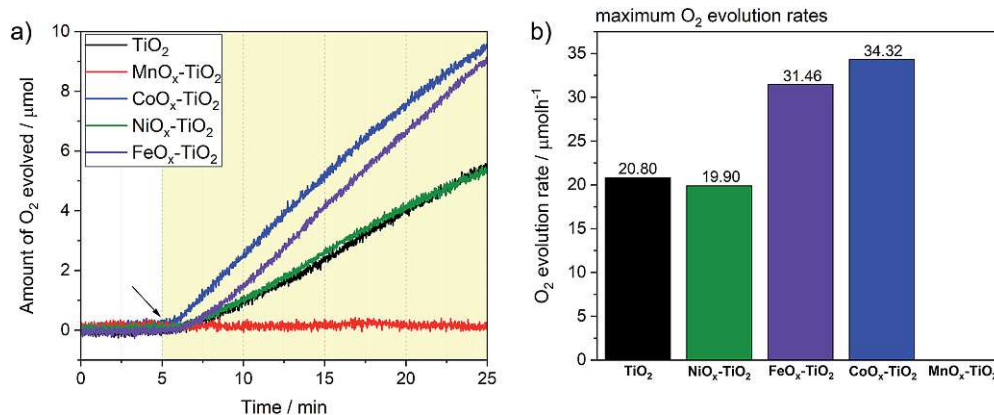 a)
10
8
6
4
2
0
Amount of O₂ evolved / μmol
TiO₂
MnOₓ-TiO₂
CoOₓ-TiO₂
NiOₓ-TiO₂
FeOₓ-TiO₂
0 5 10 15 20 25
Time / min
b)
maximum O₂ evolution rates
35
30
25
20
15
10
5
0
O₂ evolution rate / μmolh⁻¹
20.80
19.90
31.46
34.32
TiO₂ NiOₓ-TiO₂ FeOₓ-TiO₂ CoOₓ-TiO₂ MnOₓ-TiO₂